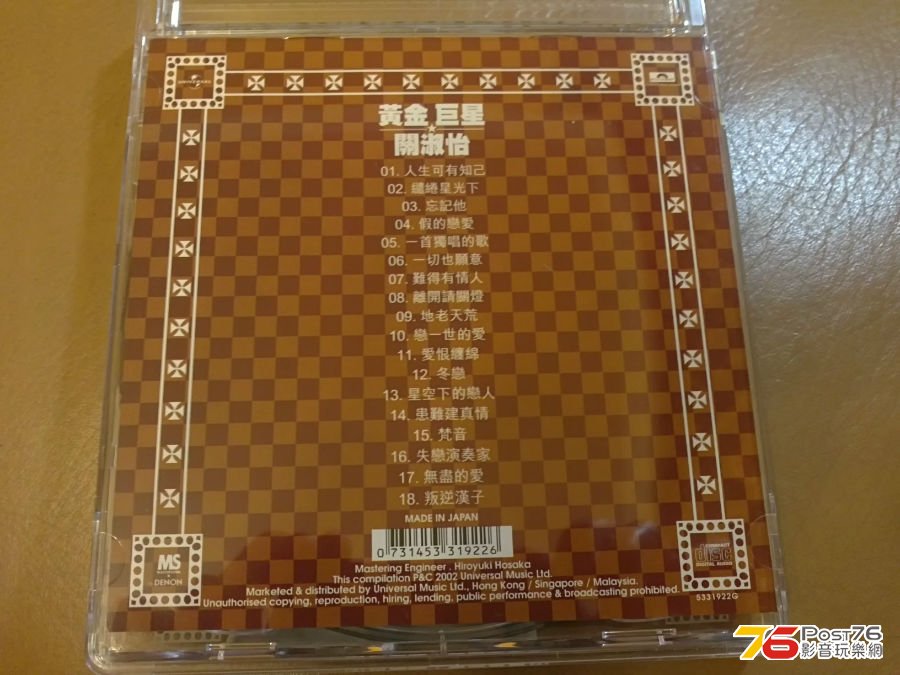 UNIVERSAL
黃金巨星
關淑怡
01. 人生可有知己
02. 繾綣星光下
03. 忘記他
04. 假的戀愛
05. 一首獨唱的歌
06. 一切也願意
07. 難得有情人
08. 離開請關燈
09. 地老天荒
10. 戀一世的愛
11. 愛恨纏綿
12. 冬戀
13. 星空下的戀人
14. 患難建真情
15. 梵音
16. 失戀演奏家
17. 無盡的愛
18. 叛逆漢子
MADE IN JAPAN
0 731453 319226
Mastering Engineer . Hiroyuki Hosaka
This compilation P&C 2002 Universal Music Ltd.
Marketed & distributed by Universal Music Ltd., Hong Kong / Singapore / Malaysia.
Unauthorised copying, reproduction, hiring, lending, public performance & broadcasting prohibited.
MS
DENON
COMPACT
disc
DIGITAL AUDIO
5331922G
76 Post76
影音玩樂網